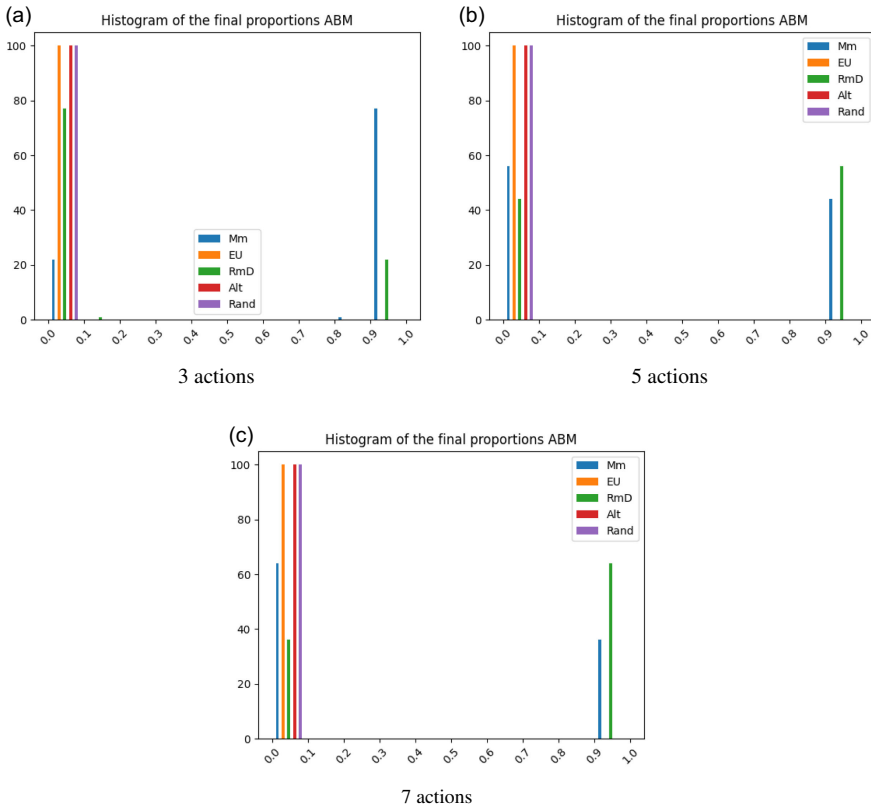 (a)
Histogram of the final proportions ABM
100
80
60
40
20
0
Mm
EU
RmD
Alt
Rand
0.0 0.1 0.2 0.3 0.4 0.5 0.6 0.7 0.8 0.9 1.0
3 actions
(b)
Histogram of the final proportions ABM
100
80
60
40
20
0
Mm
EU
RmD
Alt
Rand
0.0 0.1 0.2 0.3 0.4 0.5 0.6 0.7 0.8 0.9 1.0
5 actions
(c)
Histogram of the final proportions ABM
100
80
60
40
20
0
Mm
EU
RmD
Alt
Rand
0.0 0.1 0.2 0.3 0.4 0.5 0.6 0.7 0.8 0.9 1.0
7 actions